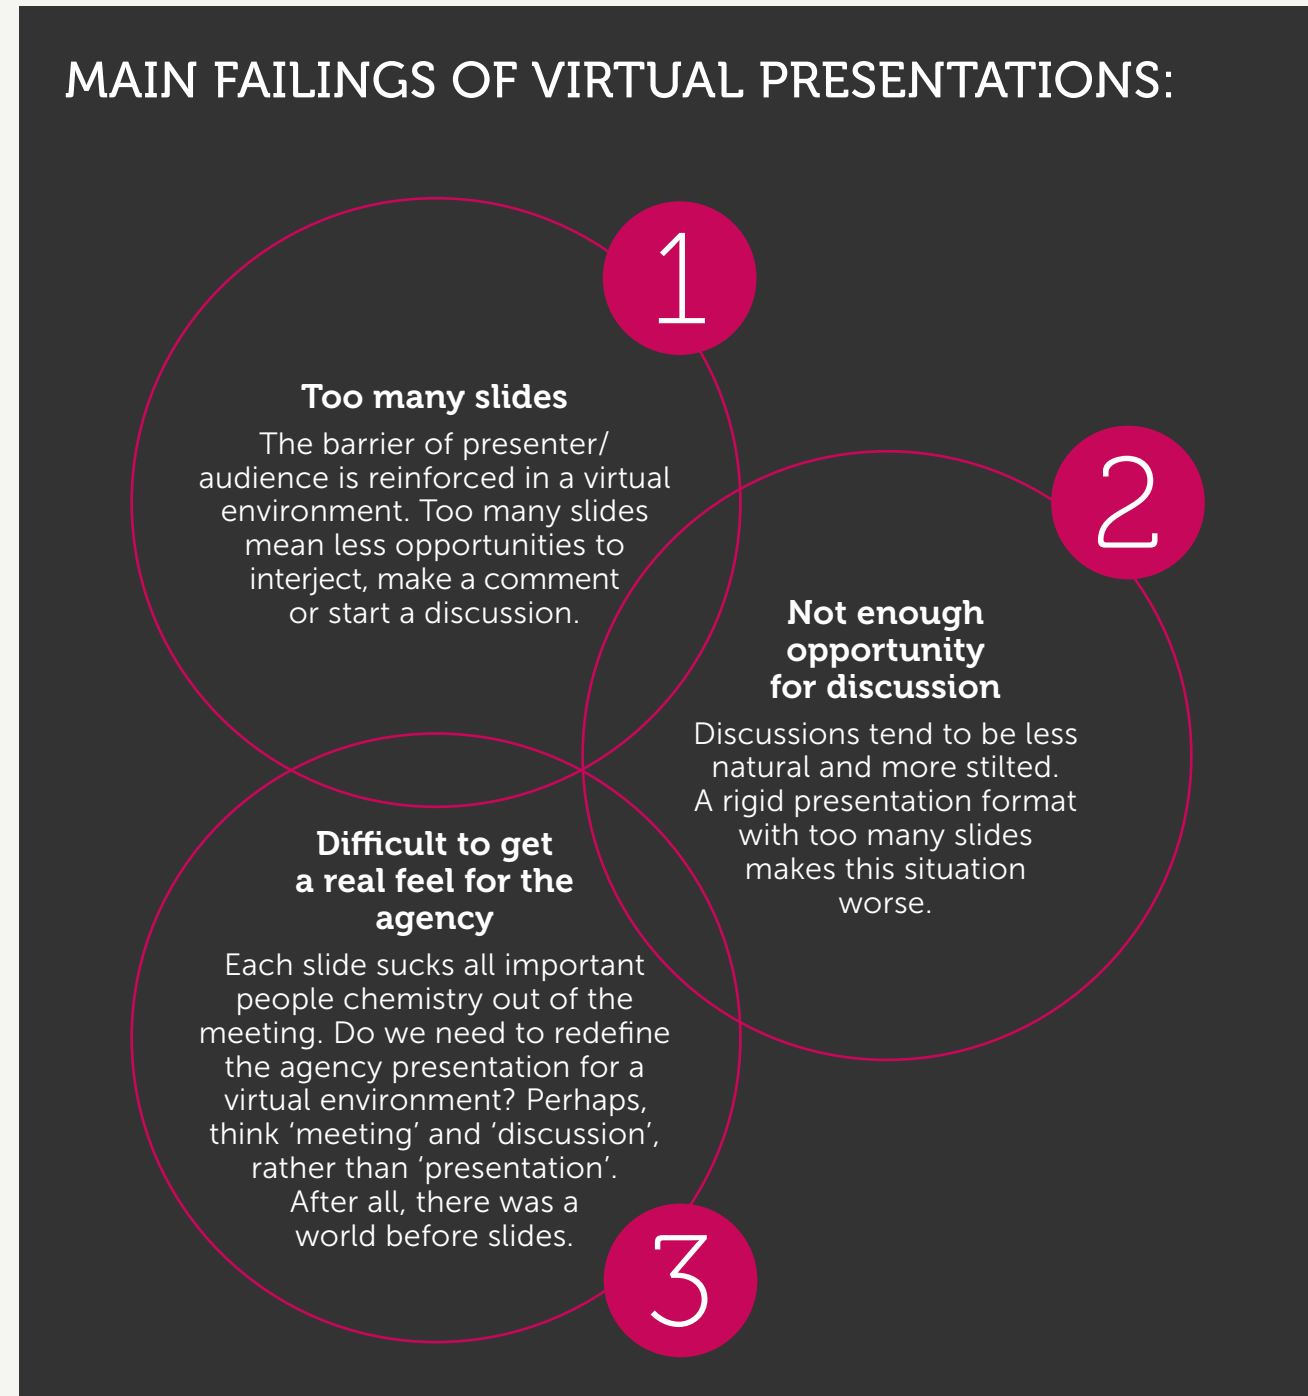 MAIN FAILINGS OF VIRTUAL PRESENTATIONS:
1
Too many slides
The barrier of presenter/
audience is reinforced in a virtual
environment. Too many slides
mean less opportunities to
interject, make a comment
or start a discussion.
2
Not enough
opportunity
for discussion
Discussions tend to be less
natural and more stilted.
A rigid presentation format
with too many slides
makes this situation
worse.
Difficult to get
a real feel for the
agency
Each slide sucks all important
people chemistry out of the
meeting. Do we need to redefine
the agency presentation for a
virtual environment? Perhaps,
think ‘meeting’ and ‘discussion’,
rather than ‘presentation’.
After all, there was a
world before slides.
3